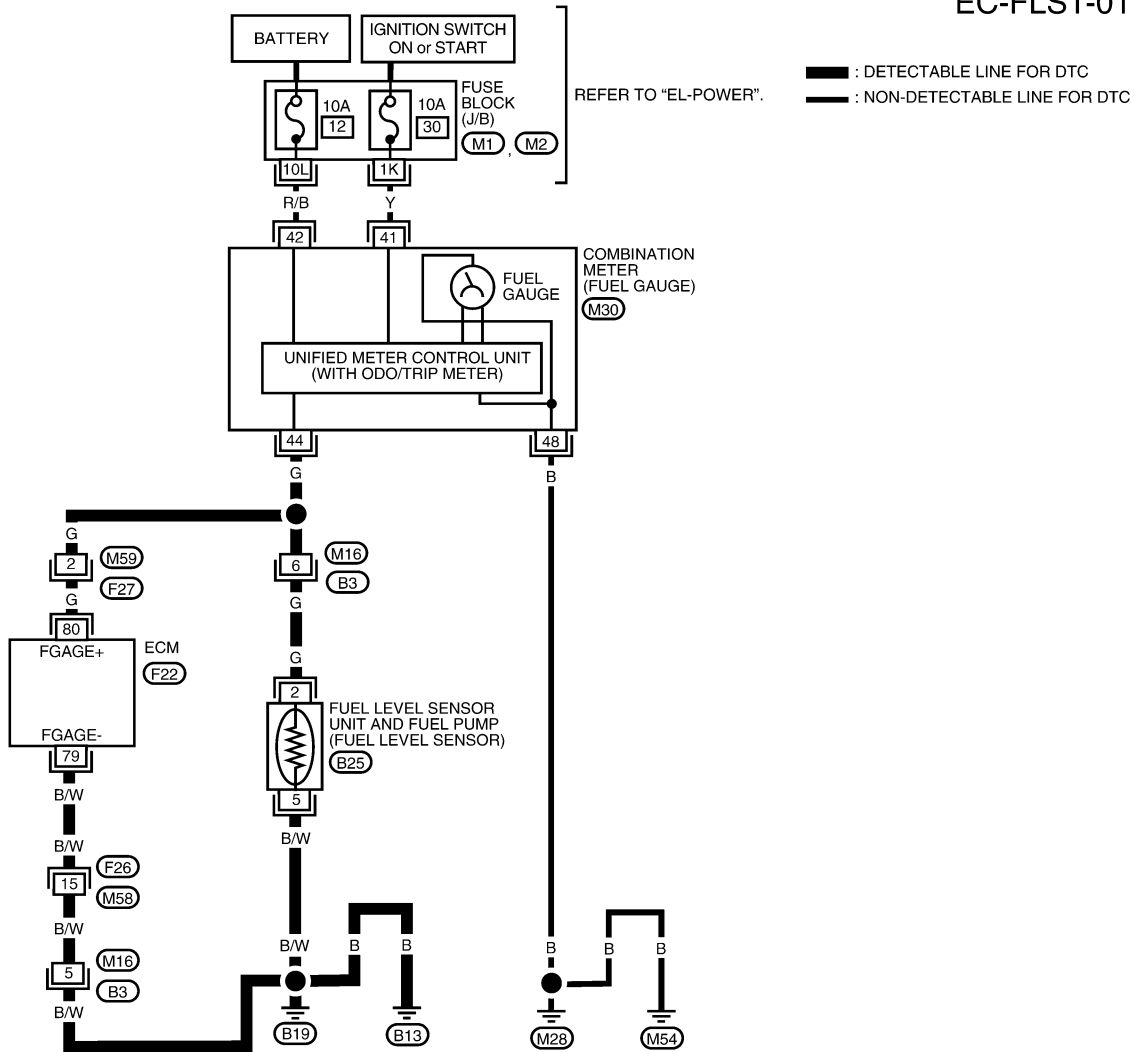 EC-FLS1-01
BATTERY
IGNITION SWITCH
ON or START
: DETECTABLE LINE FOR DTC
: NON-DETECTABLE LINE FOR DTC
REFER TO “EL-POWER”.
10A
12
10A
30
FUSE
BLOCK
(J/B)
M1 , M2
10L
1K
R/B
Y
42
41
FUEL
GAUGE
COMBINATION
METER
(FUEL GAUGE)
M30
UNIFIED METER CONTROL UNIT
(WITH ODO/TRIP METER)
44
48
G
B
G
2
M59
F27
6
M16
B3
G
G
80
FGAGE+
ECM
F22
G
2
FUEL LEVEL SENSOR
UNIT AND FUEL PUMP
(FUEL LEVEL SENSOR)
B25
FGAGE-
79
5
B/W
B/W
B/W
15
F26
M58
B/W
5
M16
B3
B/W
B/W
B
B
B
B
B
B19
B13
M28
M54